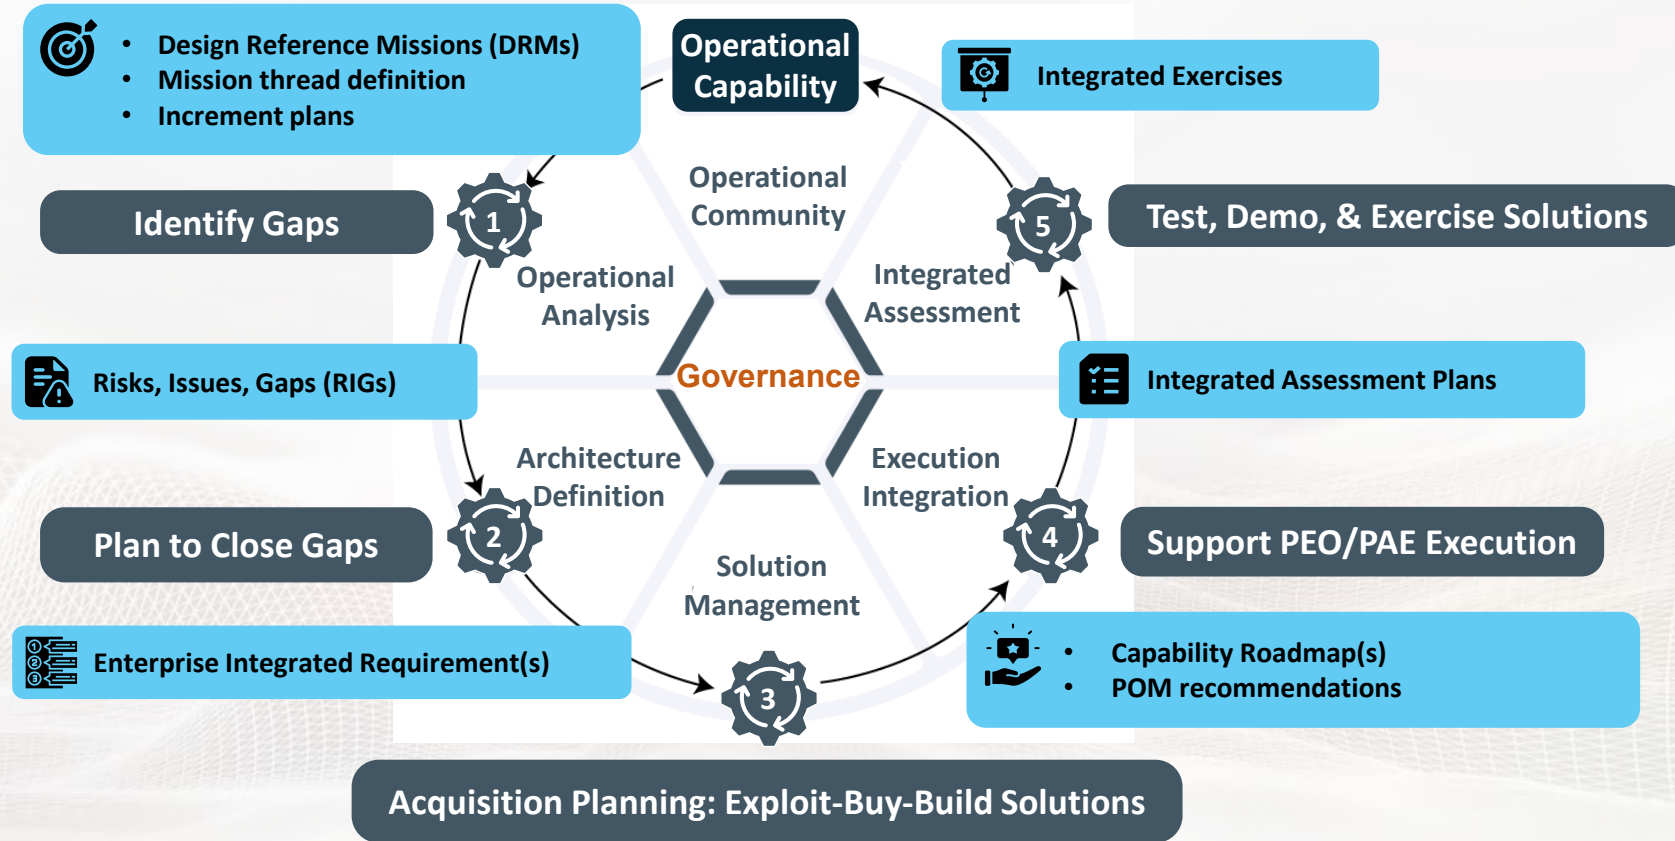 • Design Reference Missions (DRMs)
• Mission thread definition
• Increment plans
Operational
Capability
Integrated Exercises
Identify Gaps
1
Operational
Community
5
Test, Demo, & Exercise Solutions
Operational
Analysis
Integrated
Assessment
Risks, Issues, Gaps (RIGs)
Governance
Integrated Assessment Plans
Architecture
Definition
Execution
Integration
Plan to Close Gaps
2
Solution
Management
4
Support PEO/PAE Execution
1
2
3
Enterprise Integrated Requirement(s)
3
• Capability Roadmap(s)
• POM recommendations
Acquisition Planning: Exploit-Buy-Build Solutions